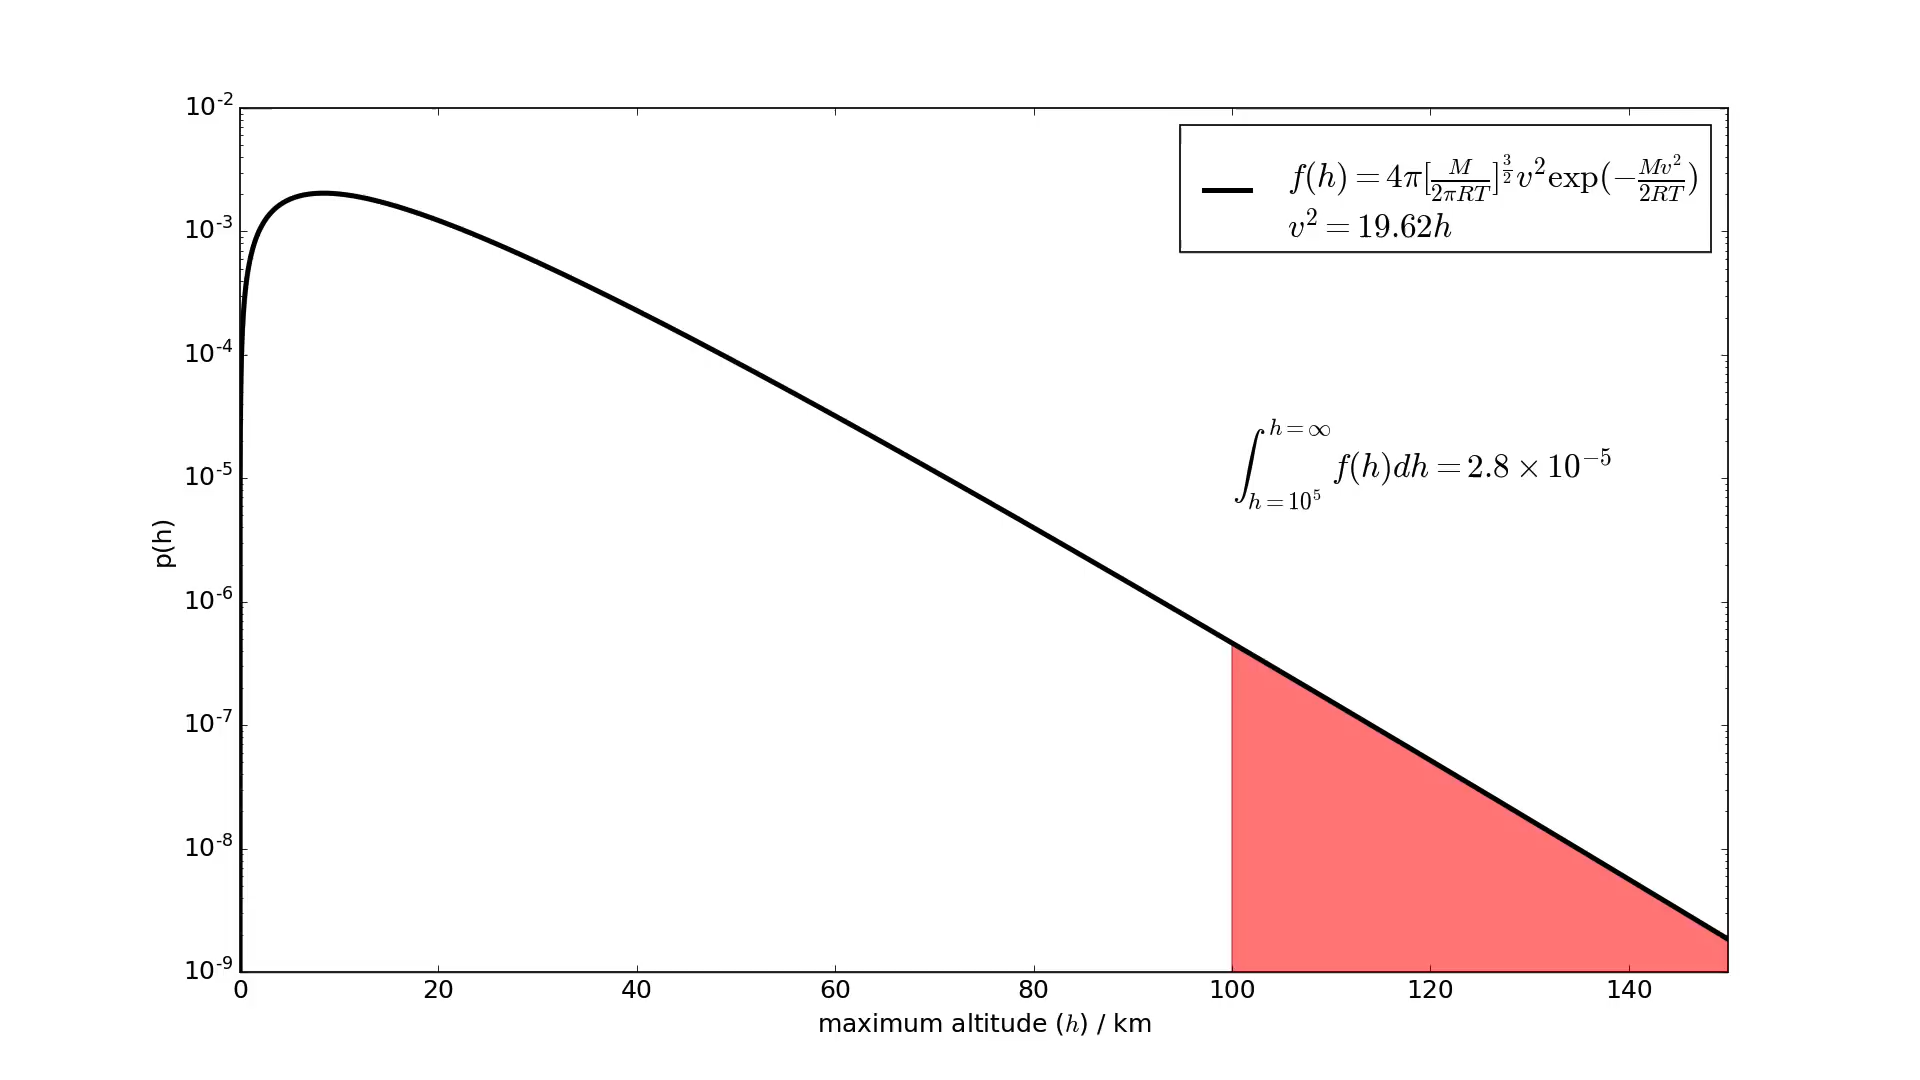 10⁻²
10⁻³
10⁻⁴
10⁻⁵
10⁻⁶
10⁻⁷
10⁻⁸
10⁻⁹
p(h)
f(h) = 4π[M/2πRT]^{3/2} v² exp(−Mv²/2RT)
v² = 19.62h
∫_{h=10⁵}^{h=∞} f(h)dh = 2.8 × 10⁻⁵
0 20 40 60 80 100 120 140
maximum altitude (h) / km